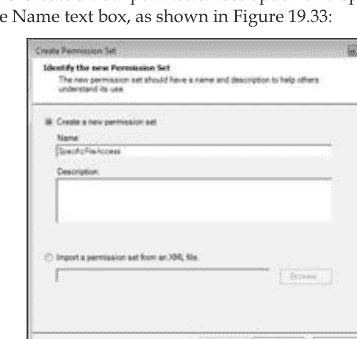 e Name text box, as shown in Figure 19.33:
Create Permission Set
Identify the new Permission Set
The new permission set should have a name and description to help others
understand its use.
Create a new permission set
Name:
SpecificFileAccess
Description:
Import a permission set from an XML file.
Browse...